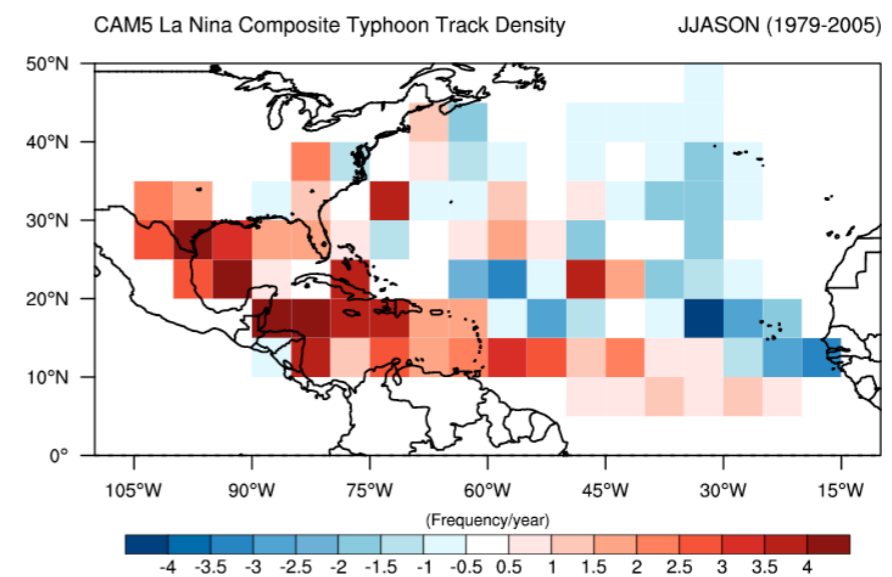 CAM5 La Nina Composite Typhoon Track Density JJASON (1979-2005)
50°N
40°N
30°N
20°N
10°N
0°
105°W 90°W 75°W 60°W 45°W 30°W 15°W
(Frequency/year)
-4 -3.5 -3 -2.5 -2 -1.5 -1 -0.5 0.5 1 1.5 2 2.5 3 3.5 4